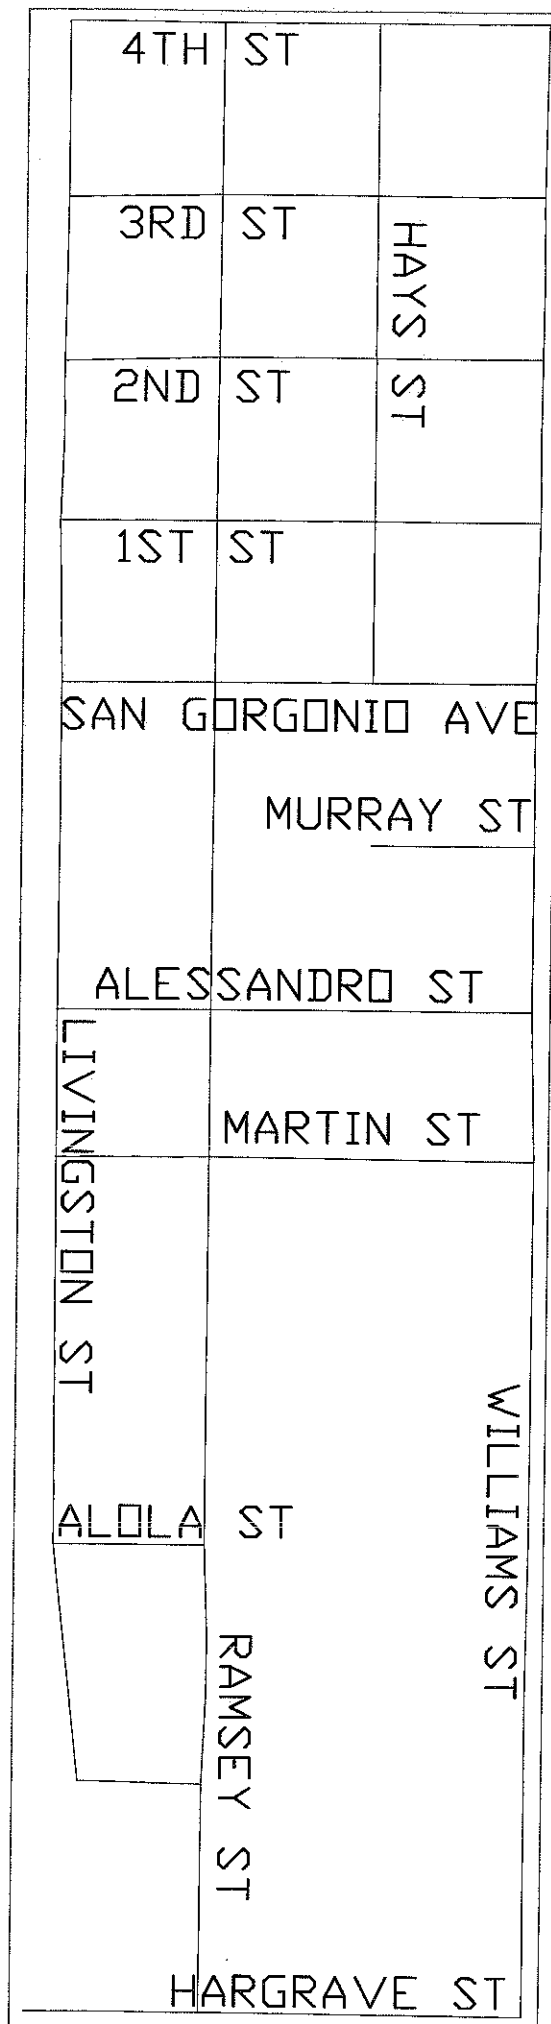 4TH ST
3RD ST
HAYS ST
2ND ST
1ST ST
SAN GORGONIO AVE
MURRAY ST
ALESSANDRO ST
LIVINGSTON ST
MARTIN ST
WILLIAMS ST
ALOLA ST
RAMSEY ST
HARGRAVE ST